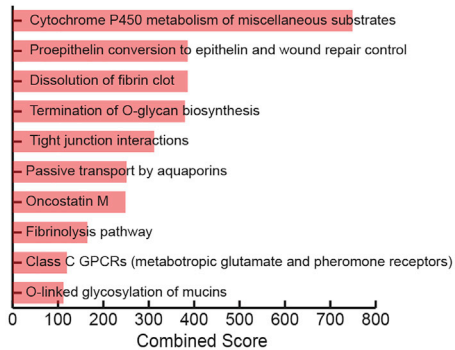 Cytochrome P450 metabolism of miscellaneous substrates
Proepithelin conversion to epithelin and wound repair control
Dissolution of fibrin clot
Termination of O-glycan biosynthesis
Tight junction interactions
Passive transport by aquaporins
Oncostatin M
Fibrinolysis pathway
Class C GPCRs (metabotropic glutamate and pheromone receptors)
O-linked glycosylation of mucins
0 100 200 300 400 500 600 700 800
Combined Score